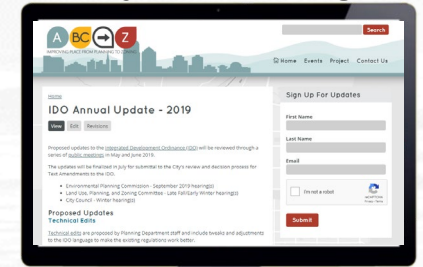 A BC Z
IMPROVING PLACE FROM PLANNING TO ZONING
Search
Home Events Project Contact Us
Home
IDO Annual Update - 2019
View Edit Revisions
Proposed updates to the Integrated Development Ordinance (IDO) will be reviewed through a
series of public meetings in May and June 2019.
The updates will be finalized in July for submittal to the City's review and decision process for
Text Amendments to the IDO.
Environmental Planning Commission - September 2019 hearing(s)
Land Use, Planning, and Zoning Committee - Late Fall/Early Winter hearing(s)
City Council - Winter hearing(s)
Proposed Updates
Technical Edits
Technical edits are proposed by Planning Department staff and include tweaks and adjustments
to the IDO language to make the existing regulations work better.
Sign Up For Updates
First Name
Last Name
Email
I'm not a robot
reCAPTCHA
Privacy - Terms
Submit